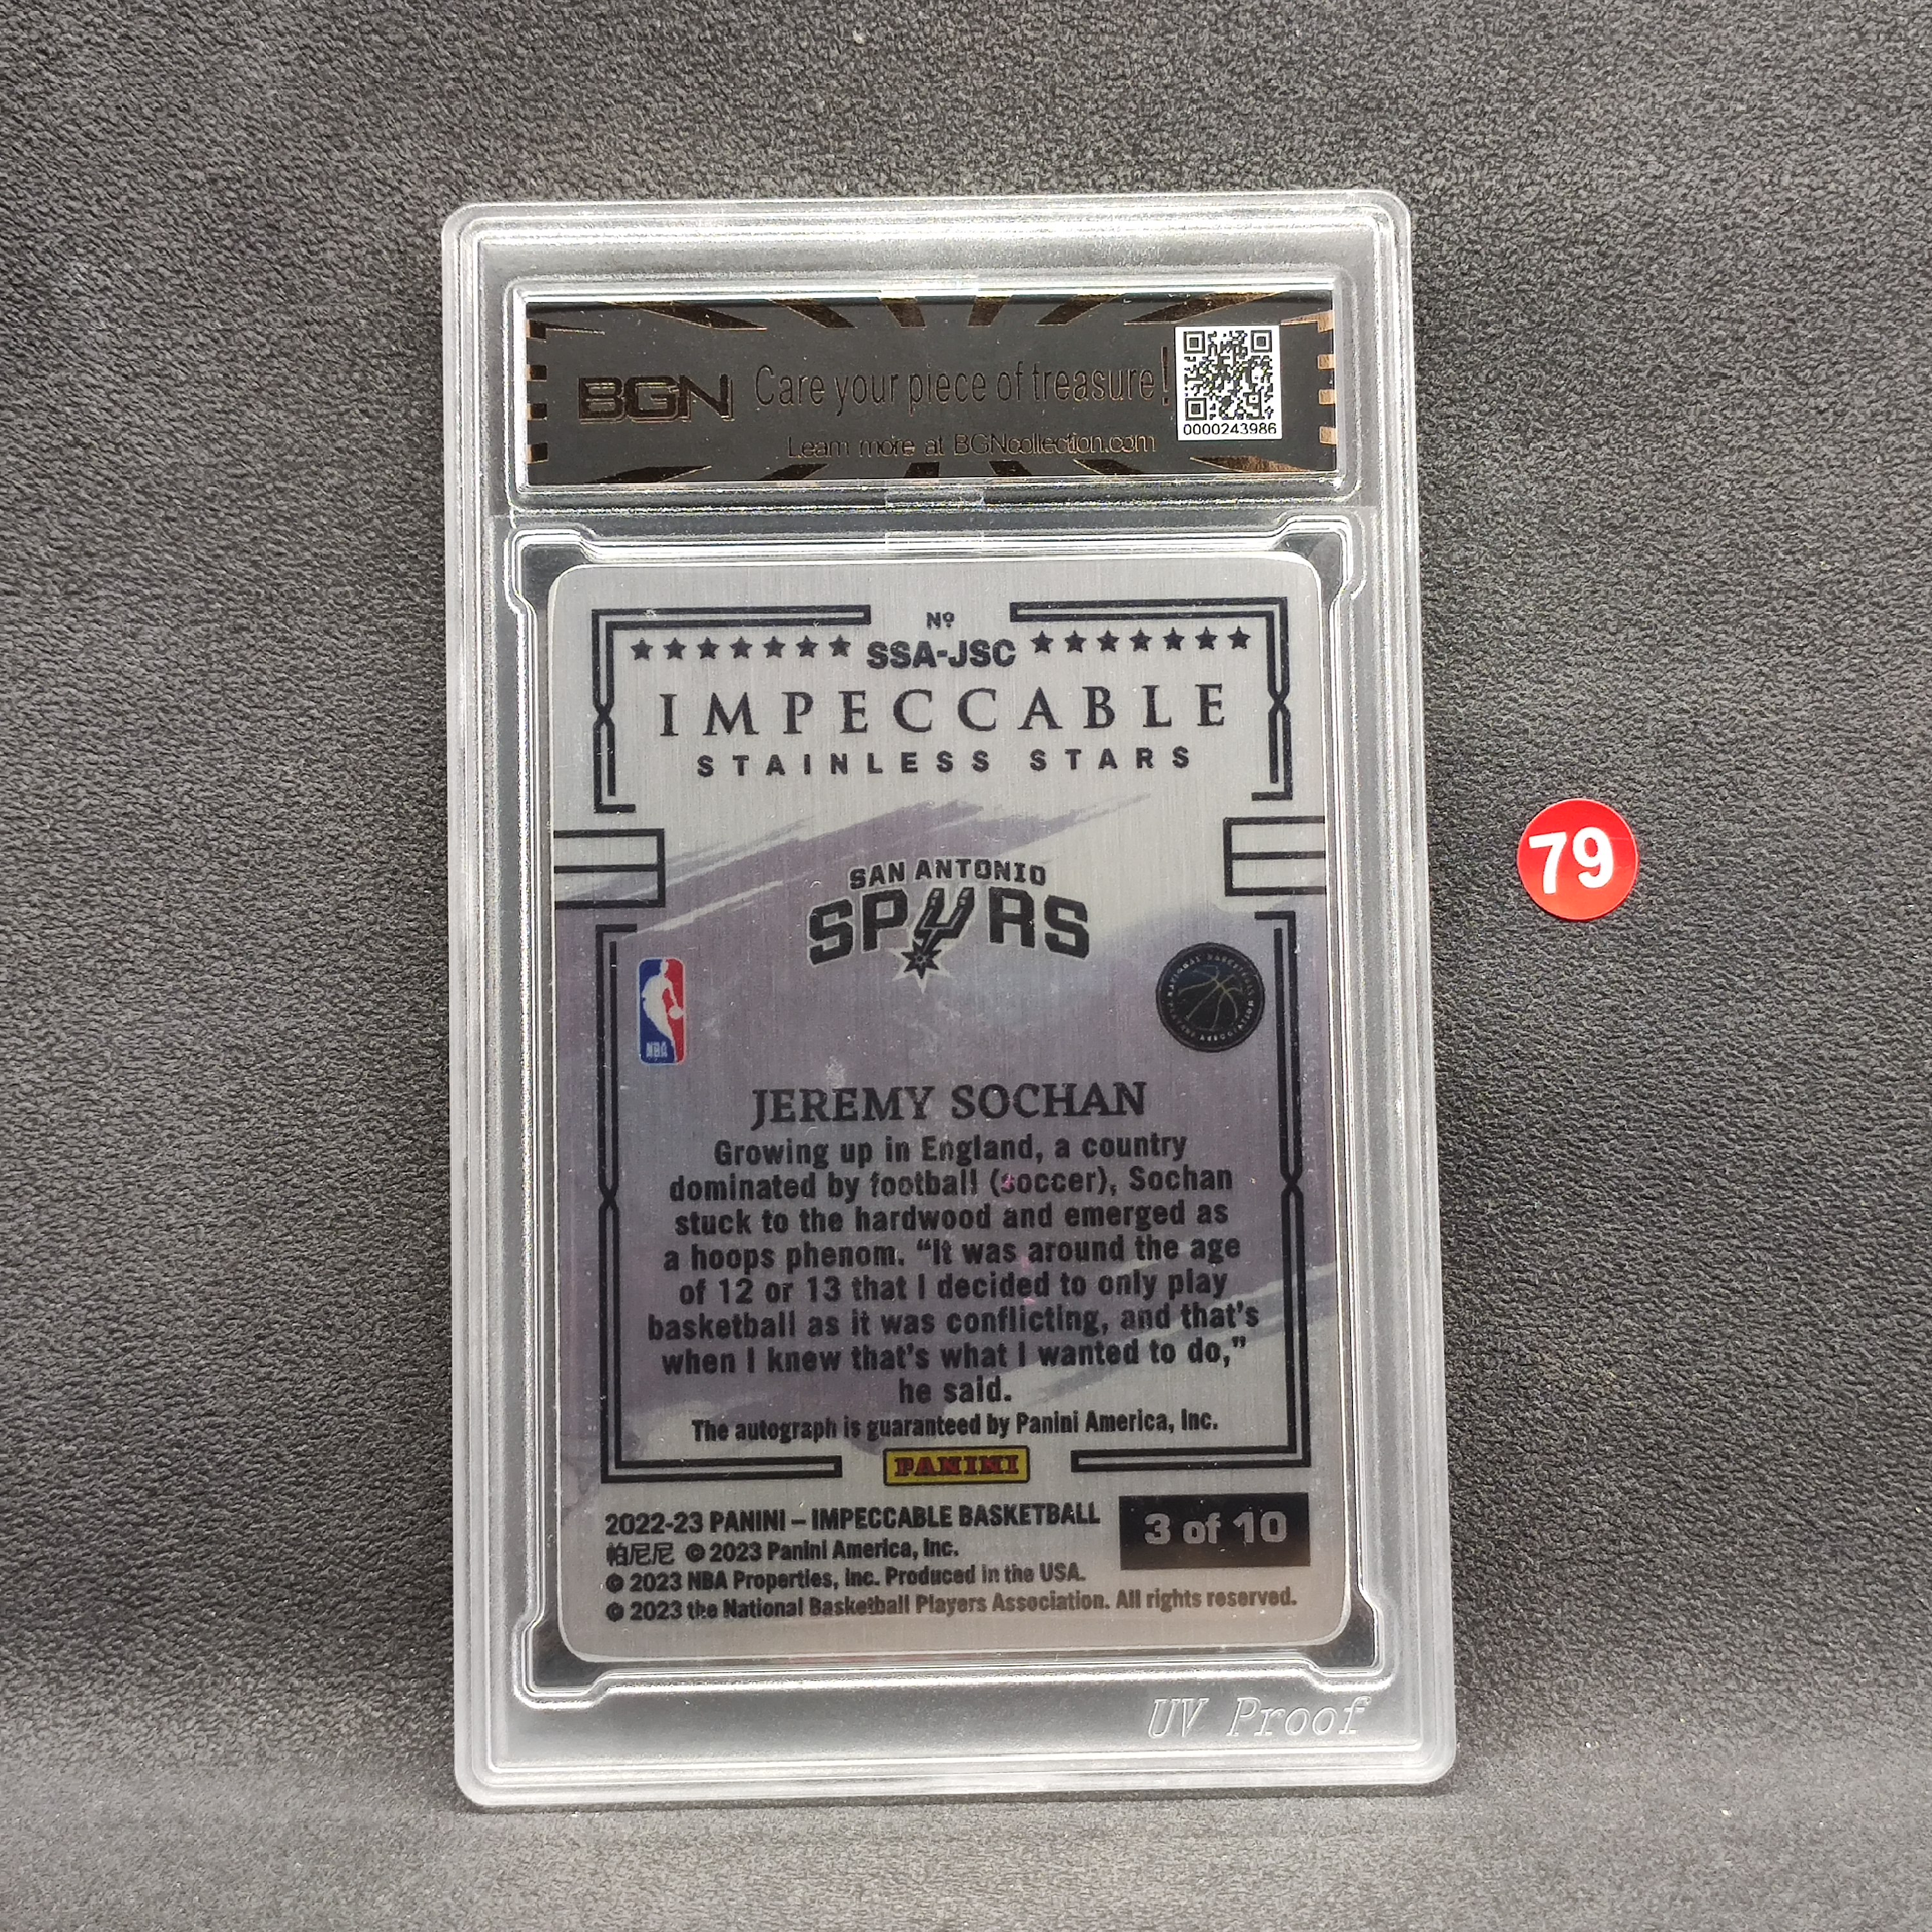 BGN Care your piece of treasure!
Learn more at BGNcollection.com
0000243986
Nº
SSA-JSC
IMPECCABLE
STAINLESS STARS
SAN ANTONIO
SPURS
NBA
NATIONAL BASKETBALL PLAYERS ASSOCIATION
JEREMY SOCHAN
Growing up in England, a country
dominated by football (soccer), Sochan
stuck to the hardwood and emerged as
a hoops phenom. “It was around the age
of 12 or 13 that I decided to only play
basketball as it was conflicting, and that’s
when I knew that’s what I wanted to do,”
he said.
The autograph is guaranteed by Panini America, Inc.
PANINI
2022-23 PANINI – IMPECCABLE BASKETBALL
3 of 10
帕尼尼 © 2023 Panini America, Inc.
© 2023 NBA Properties, Inc. Produced in the USA.
© 2023 the National Basketball Players Association. All rights reserved.
UV Proof
79